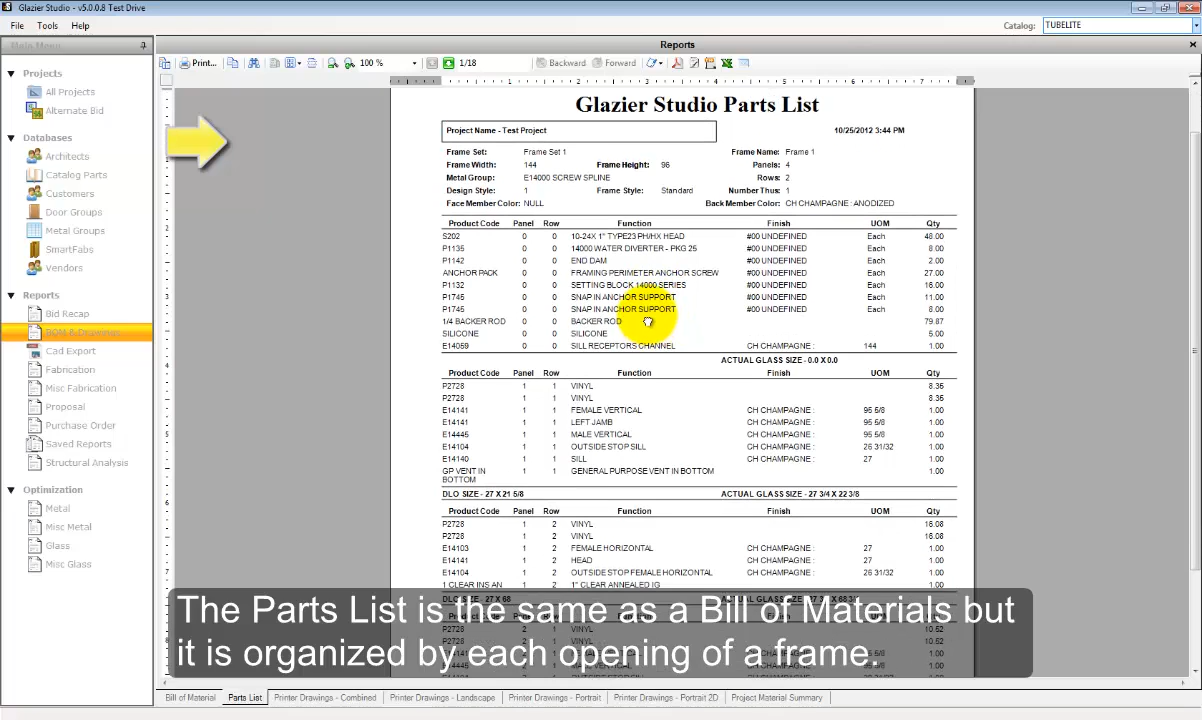 Glazier Studio - v5.0.0.8 Test Drive
File Tools Help
Catalog: TUBELITE
Main Menu
Reports
Print...
100 %
1/18
Backward Forward
Projects
All Projects
Alternate Bid
Databases
Architects
Catalog Parts
Customers
Door Groups
Metal Groups
SmartFabs
Vendors
Reports
Bid Recap
BOM & Drawings
Cad Export
Fabrication
Misc Fabrication
Proposal
Purchase Order
Saved Reports
Structural Analysis
Optimization
Metal
Misc Metal
Glass
Misc Glass
1 2 3 4 5 6 7
Glazier Studio Parts List
Project Name - Test Project 10/25/2012 3:44 PM
Frame Set: Frame Set 1 Frame Name: Frame 1
Frame Width: 144 Frame Height: 96 Panels: 4
Metal Group: E14000 SCREW SPLINE Rows: 2
Design Style: 1 Frame Style: Standard Number Thus: 1
Face Member Color: NULL Back Member Color: CH CHAMPAGNE : ANODIZED
Product Code Panel Row Function Finish UOM Qty
S202 0 0 10-24X 1" TYPE23 PH/HX HEAD #00 UNDEFINED Each 48.00
P1135 0 0 14000 WATER DIVERTER - PKG 25 #00 UNDEFINED Each 8.00
P1142 0 0 END DAM #00 UNDEFINED Each 2.00
ANCHOR PACK 0 0 FRAMING PERIMETER ANCHOR SCREW #00 UNDEFINED Each 27.00
P1132 0 0 SETTING BLOCK 14000 SERIES #00 UNDEFINED Each 16.00
P1745 0 0 SNAP IN ANCHOR SUPPORT #00 UNDEFINED Each 11.00
P1745 0 0 SNAP IN ANCHOR SUPPORT #00 UNDEFINED Each 8.00
1/4 BACKER ROD 0 0 BACKER ROD 79.87
SILICONE 0 0 SILICONE 5.00
E14059 0 0 SILL RECEPTORS CHANNEL CH CHAMPAGNE : 144 1.00
ACTUAL GLASS SIZE - 0.0 X 0.0
Product Code Panel Row Function Finish UOM Qty
P2728 1 1 VINYL 8.36
P2728 1 1 VINYL 8.36
E14141 1 1 FEMALE VERTICAL CH CHAMPAGNE : 95 5/8 1.00
E14141 1 1 LEFT JAMB CH CHAMPAGNE : 95 5/8 1.00
E14445 1 1 MALE VERTICAL CH CHAMPAGNE : 95 5/8 1.00
E14104 1 1 OUTSIDE STOP SILL CH CHAMPAGNE : 26 31/32 1.00
E14140 1 1 SILL CH CHAMPAGNE : 27 1.00
GP VENT IN 1 1 GENERAL PURPOSE VENT IN BOTTOM 1.00
BOTTOM
DLO SIZE - 27 X 21 5/8 ACTUAL GLASS SIZE - 27 3/4 X 22 3/8
Product Code Panel Row Function Finish UOM Qty
P2728 1 2 VINYL 16.08
P2728 1 2 VINYL 16.08
E14103 1 2 FEMALE HORIZONTAL CH CHAMPAGNE : 27 1.00
E14141 1 2 HEAD CH CHAMPAGNE : 27 1.00
E14104 1 2 OUTSIDE STOP FEMALE HORIZONTAL CH CHAMPAGNE : 26 31/32 1.00
1 CLEAR INS AN 1 2 1" CLEAR ANNEALED IG 1.00
DLO SIZE - 27 X 68
The Parts List is the same as a Bill of Materials but
it is organized by each opening of a frame.
Bill of Material Parts List Printer Drawings - Combined Printer Drawings - Landscape Printer Drawings - Portrait Printer Drawings - Portrait 2D Project Material Summary